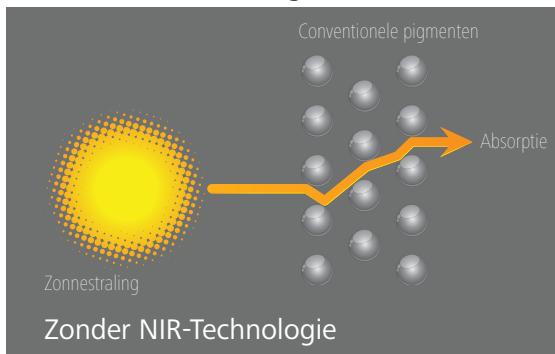 Conventionele pigmenten
Absorptie
Zonnestraling
Zonder NIR-Technologie